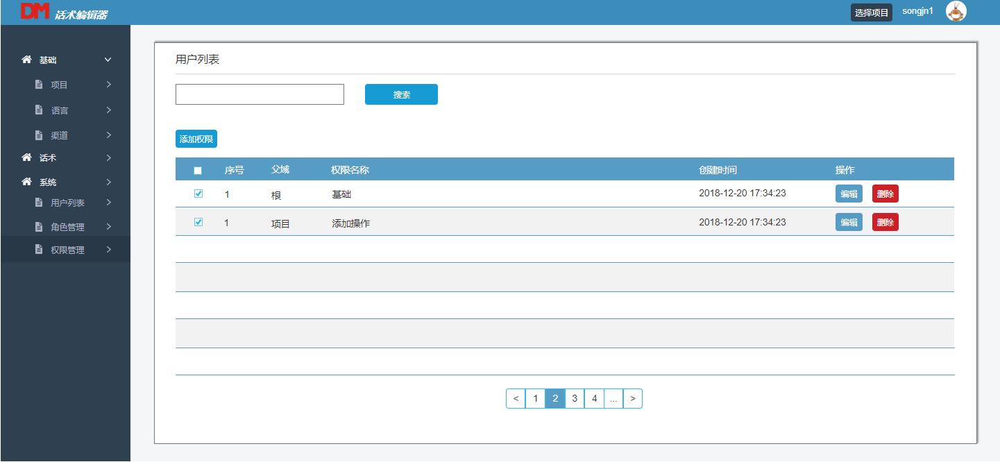 DM 话术编辑器
选择项目 songjn1
基础
项目
语言
渠道
话术
系统
用户列表
角色管理
权限管理
用户列表
搜索
添加权限
序号 父域 权限名称 创建时间 操作
1 根 基础 2018-12-20 17:34:23 编辑 删除
1 项目 添加操作 2018-12-20 17:34:23 编辑 删除
< 1 2 3 4 ... >